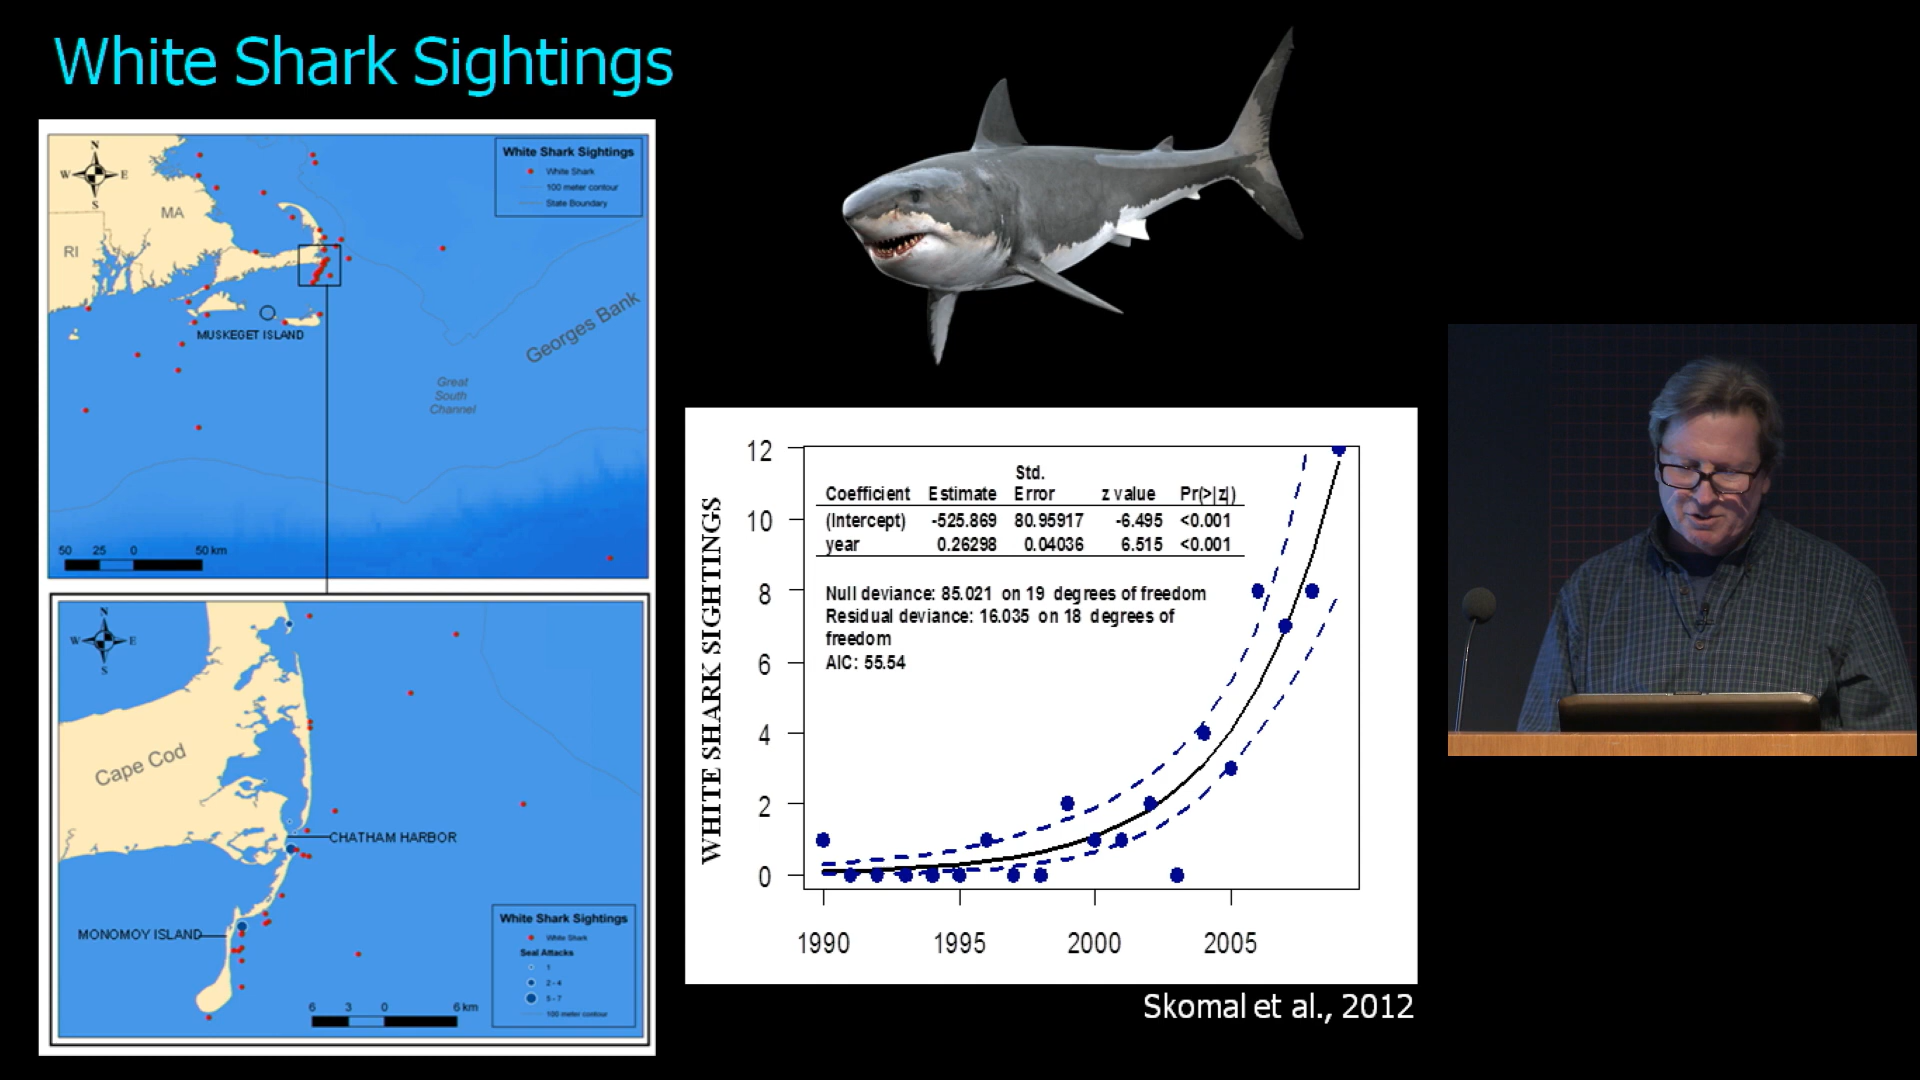 White Shark Sightings
N
W
E
S
MA
RI
White Shark Sightings
White Shark
100 meter contour
State Boundary
MUSKEGET ISLAND
Georges Bank
Great
South
Channel
50 25 0 50 km
N
W
E
S
Cape Cod
CHATHAM HARBOR
MONOMOY ISLAND
White Shark Sightings
White Shark
Seal Attacks
1
2 - 4
5 - 7
100 meter contour
6 3 0 6 km
WHITE SHARK SIGHTINGS
12
10
8
6
4
2
0
Std.
Coefficient Estimate Error z value Pr(>|z|)
(Intercept) -525.869 80.95917 -6.495 <0.001
year 0.26298 0.04036 6.515 <0.001
Null deviance: 85.021 on 19 degrees of freedom
Residual deviance: 16.035 on 18 degrees of
freedom
AIC: 55.54
1990 1995 2000 2005
Skomal et al., 2012